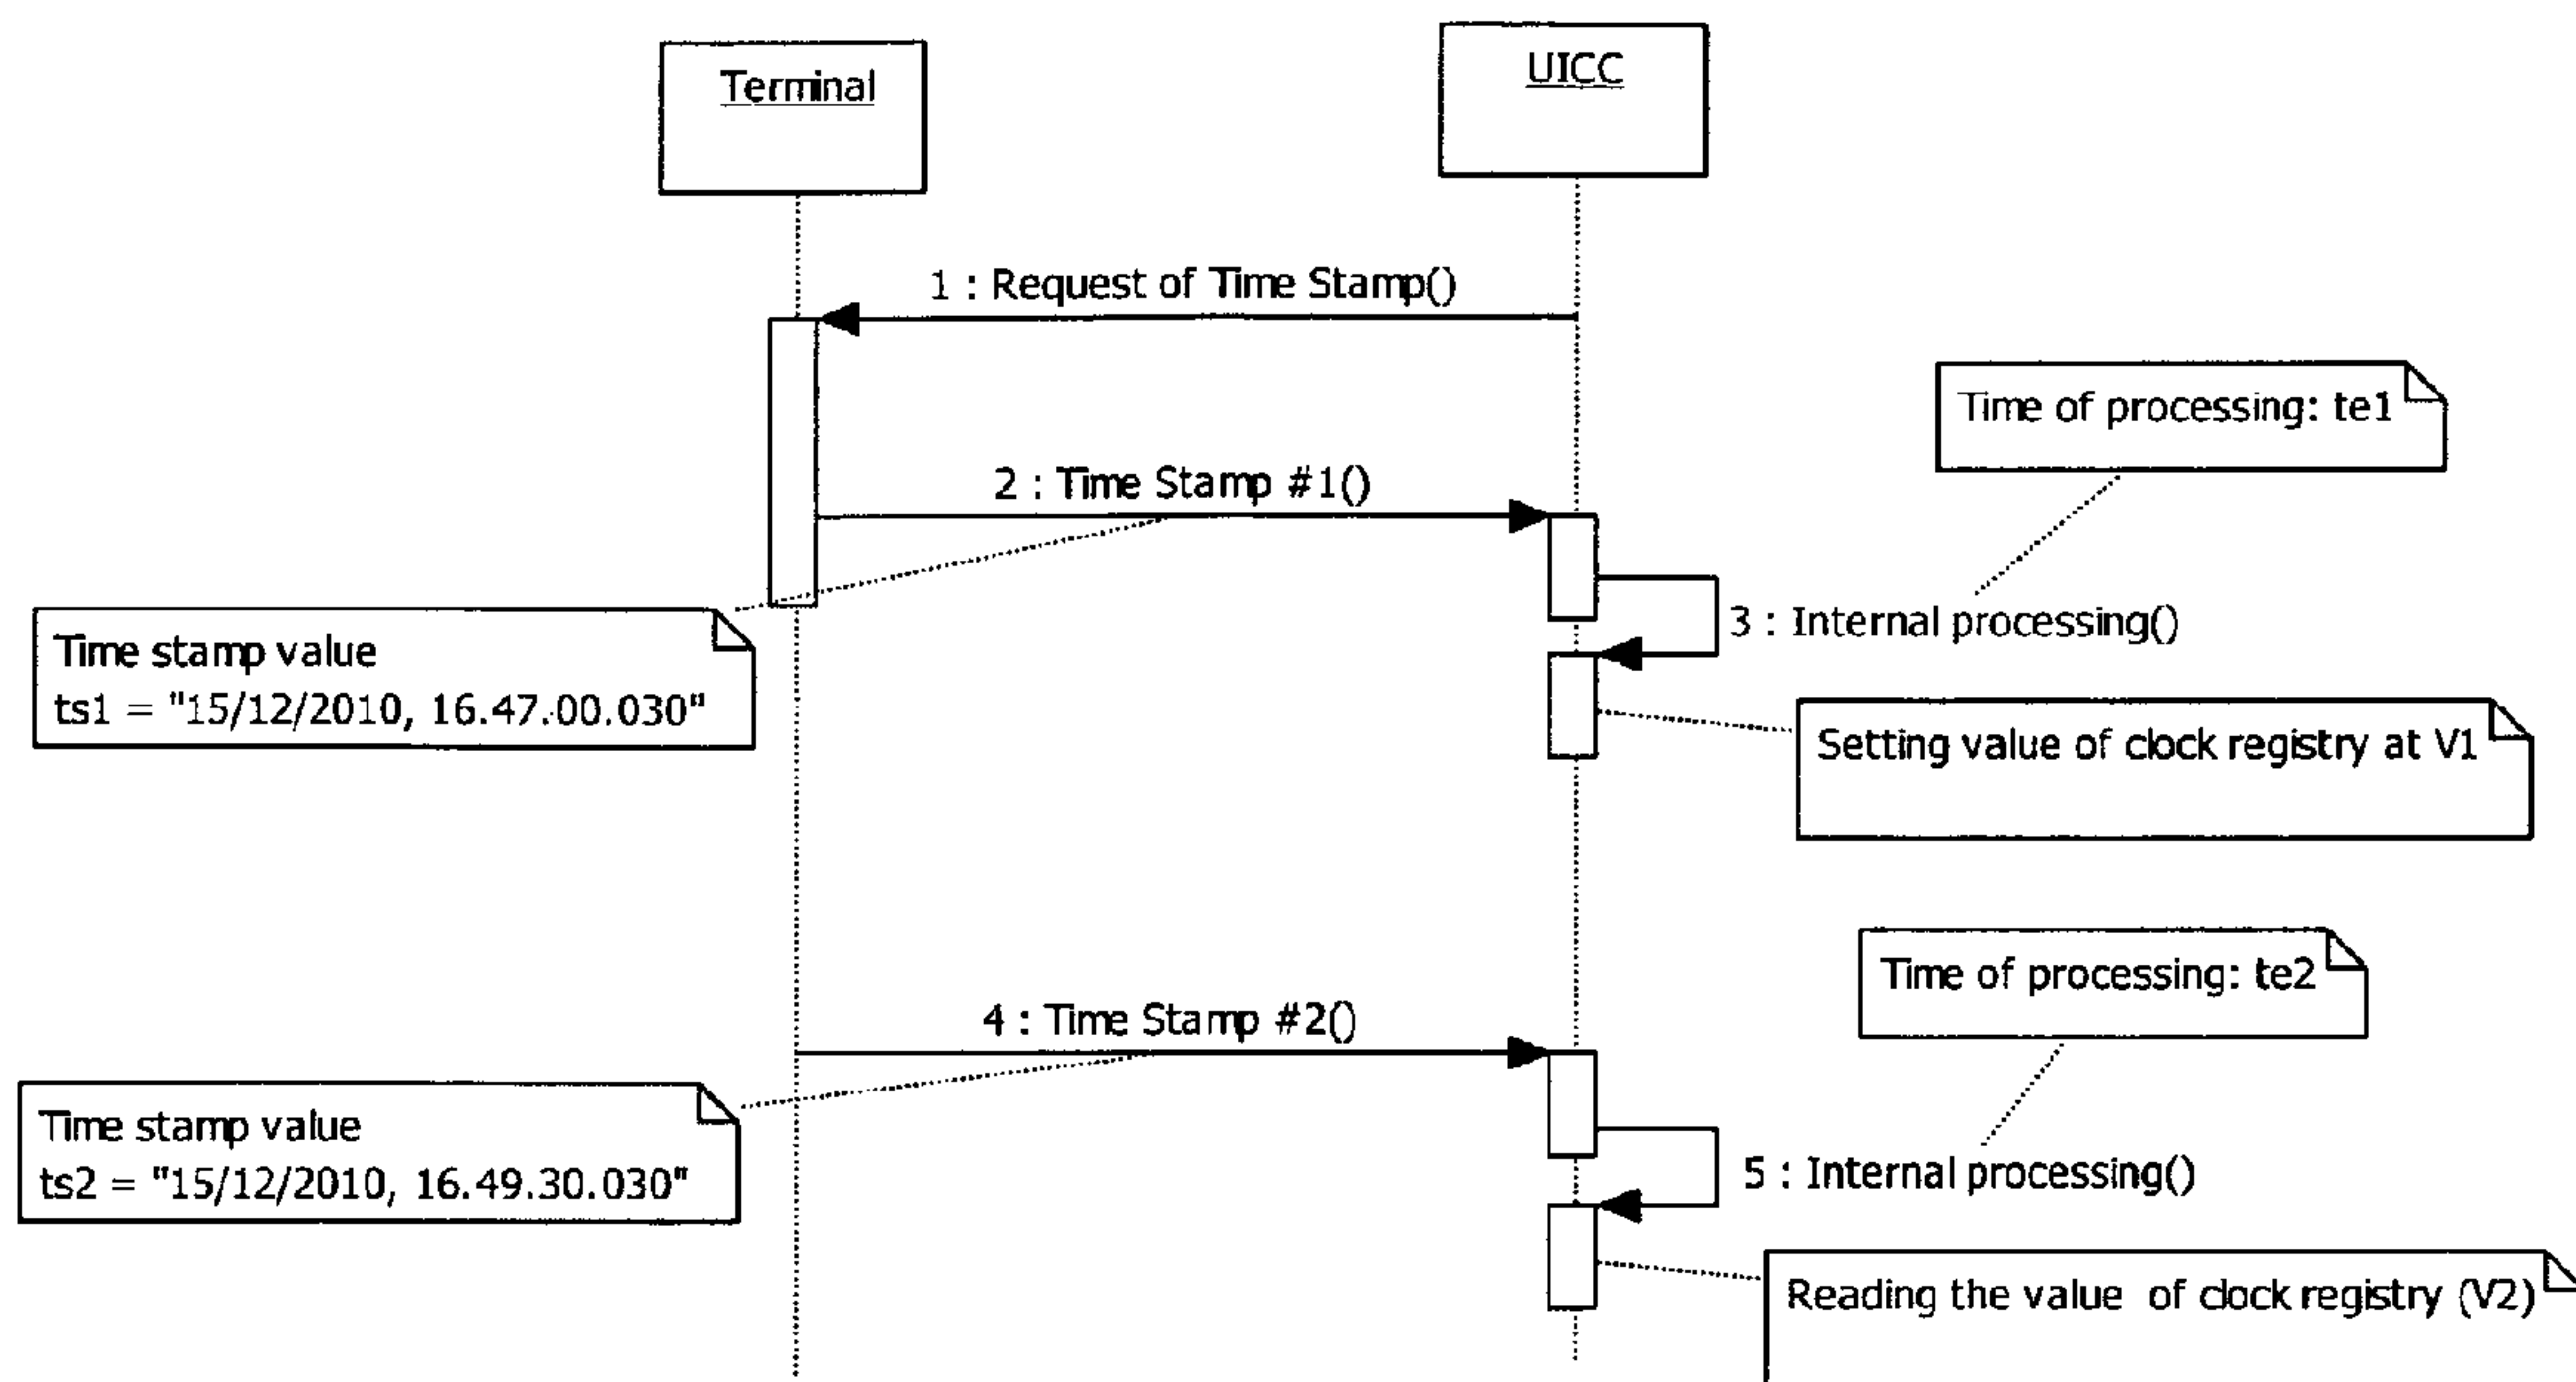 Terminal
UICC
1 : Request of Time Stamp()
Time of processing: te1
2 : Time Stamp #1()
3 : Internal processing()
Time stamp value
ts1 = "15/12/2010, 16.47.00.030"
Setting value of clock registry at V1
Time of processing: te2
4 : Time Stamp #2()
Time stamp value
ts2 = "15/12/2010, 16.49.30.030"
5 : Internal processing()
Reading the value of clock registry (V2)